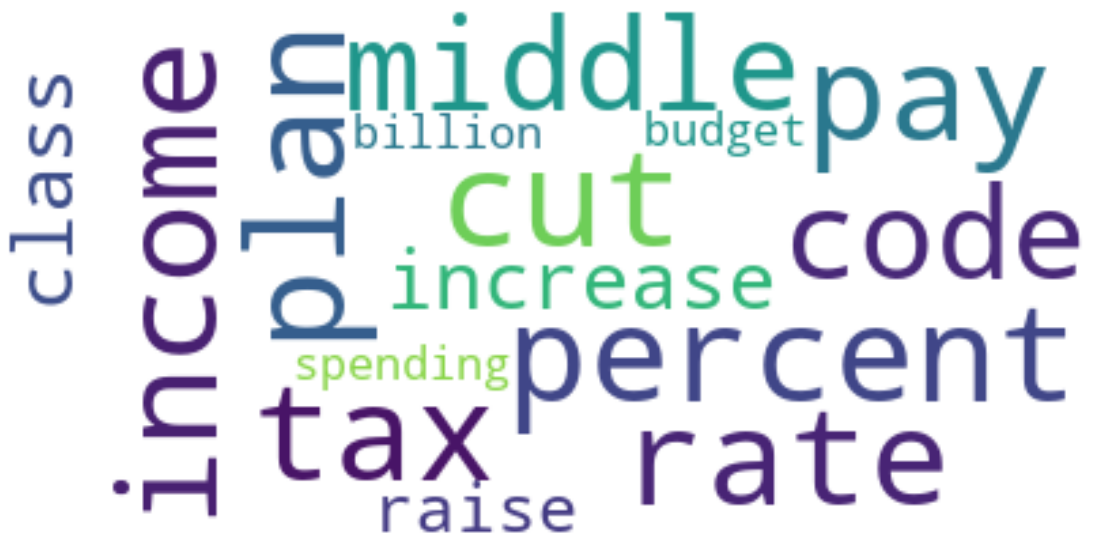 class
income
plan
middle
pay
billion
budget
cut
code
increase
percent
spending
tax
rate
raise